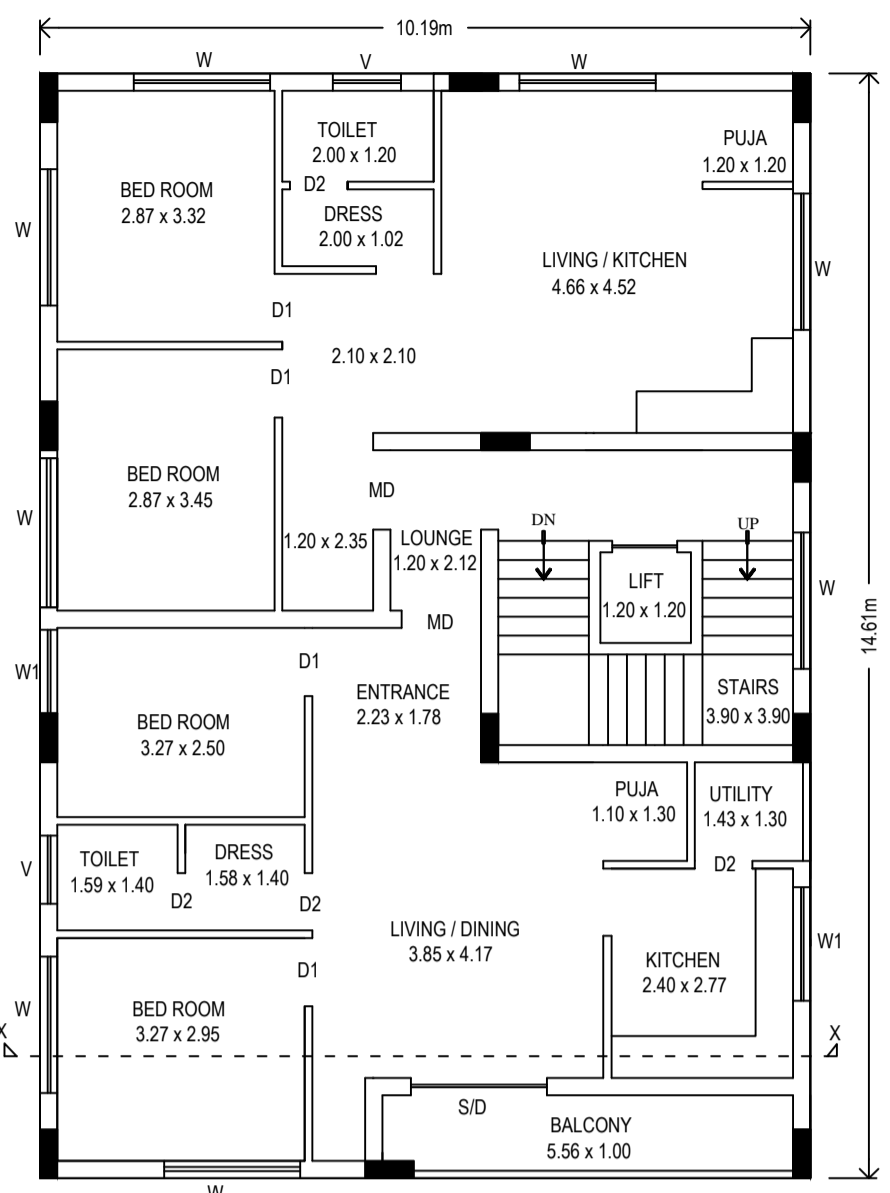 10.19m
W
V
W
TOILET
2.00 x 1.20
PUJA
1.20 x 1.20
BED ROOM
2.87 x 3.32
D2
DRESS
2.00 x 1.02
W
LIVING / KITCHEN
4.66 x 4.52
W
D1
2.10 x 2.10
D1
BED ROOM
2.87 x 3.45
MD
W
1.20 x 2.35
LOUNGE
1.20 x 2.12
DN
UP
LIFT
1.20 x 1.20
W
14.61m
MD
W1
D1
ENTRANCE
2.23 x 1.78
STAIRS
3.90 x 3.90
BED ROOM
3.27 x 2.50
PUJA
1.10 x 1.30
UTILITY
1.43 x 1.30
V
TOILET
1.59 x 1.40
DRESS
1.58 x 1.40
D2
D2
D2
LIVING / DINING
3.85 x 4.17
W1
KITCHEN
2.40 x 2.77
D1
W
BED ROOM
3.27 x 2.95
X
X
S/D
BALCONY
5.56 x 1.00
W